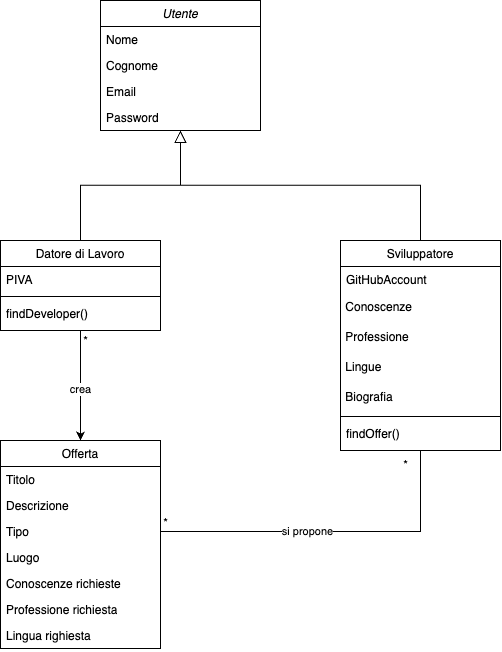 Utente
Nome
Cognome
Email
Password
Datore di Lavoro
PIVA
findDeveloper()
*
crea
Sviluppatore
GitHubAccount
Conoscenze
Professione
Lingue
Biografia
findOffer()
*
Offerta
Titolo
Descrizione
Tipo
Luogo
Conoscenze richieste
Professione richiesta
Lingua righiesta
*
si propone